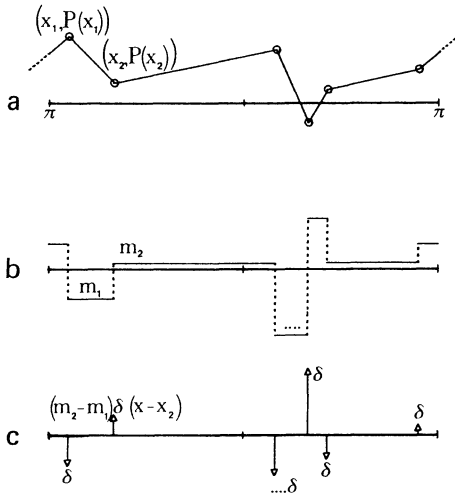 (x₁,P(x₁))
(x₂,P(x₂))
a
π π
m₂
b
m₁
....
δ
(m₂-m₁)δ(x-x₂)
δ
c
δ δ
....δ